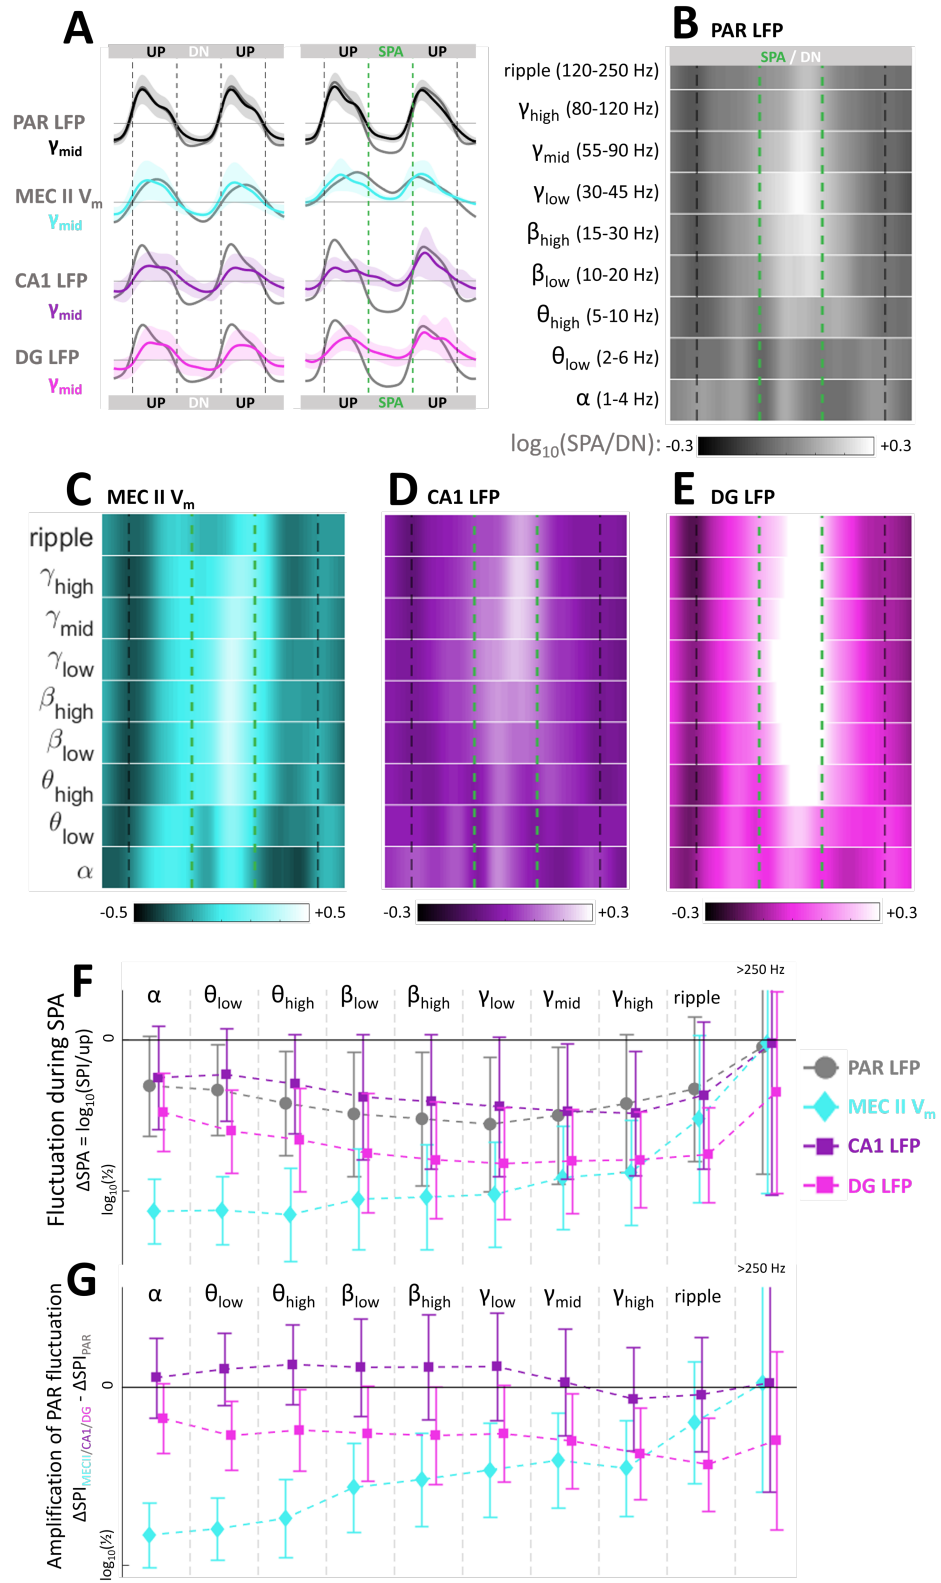 A
UP DN UP UP SPA UP
PAR LFP
γmid
MEC II Vm
γmid
CA1 LFP
γmid
DG LFP
γmid
UP DN UP UP SPA UP
B PAR LFP
SPA / DN
ripple (120-250 Hz)
γhigh (80-120 Hz)
γmid (55-90 Hz)
γlow (30-45 Hz)
βhigh (15-30 Hz)
βlow (10-20 Hz)
θhigh (5-10 Hz)
θlow (2-6 Hz)
α (1-4 Hz)
log10(SPA/DN): -0.3 +0.3
C MEC II Vm
ripple
γhigh
γmid
γlow
βhigh
βlow
θhigh
θlow
α
-0.5 +0.5
D CA1 LFP
-0.3 +0.3
E DG LFP
-0.3 +0.3
F
>250 Hz
α θlow θhigh βlow βhigh γlow γmid γhigh ripple
0
log10(½)
Fluctuation during SPA
ΔSPA = log10(SPI/up)
PAR LFP
MEC II Vm
CA1 LFP
DG LFP
G
>250 Hz
α θlow θhigh βlow βhigh γlow γmid γhigh ripple
0
log10(½)
Amplification of PAR fluctuation
ΔSPIMECII/CA1/DG - ΔSPIPAR